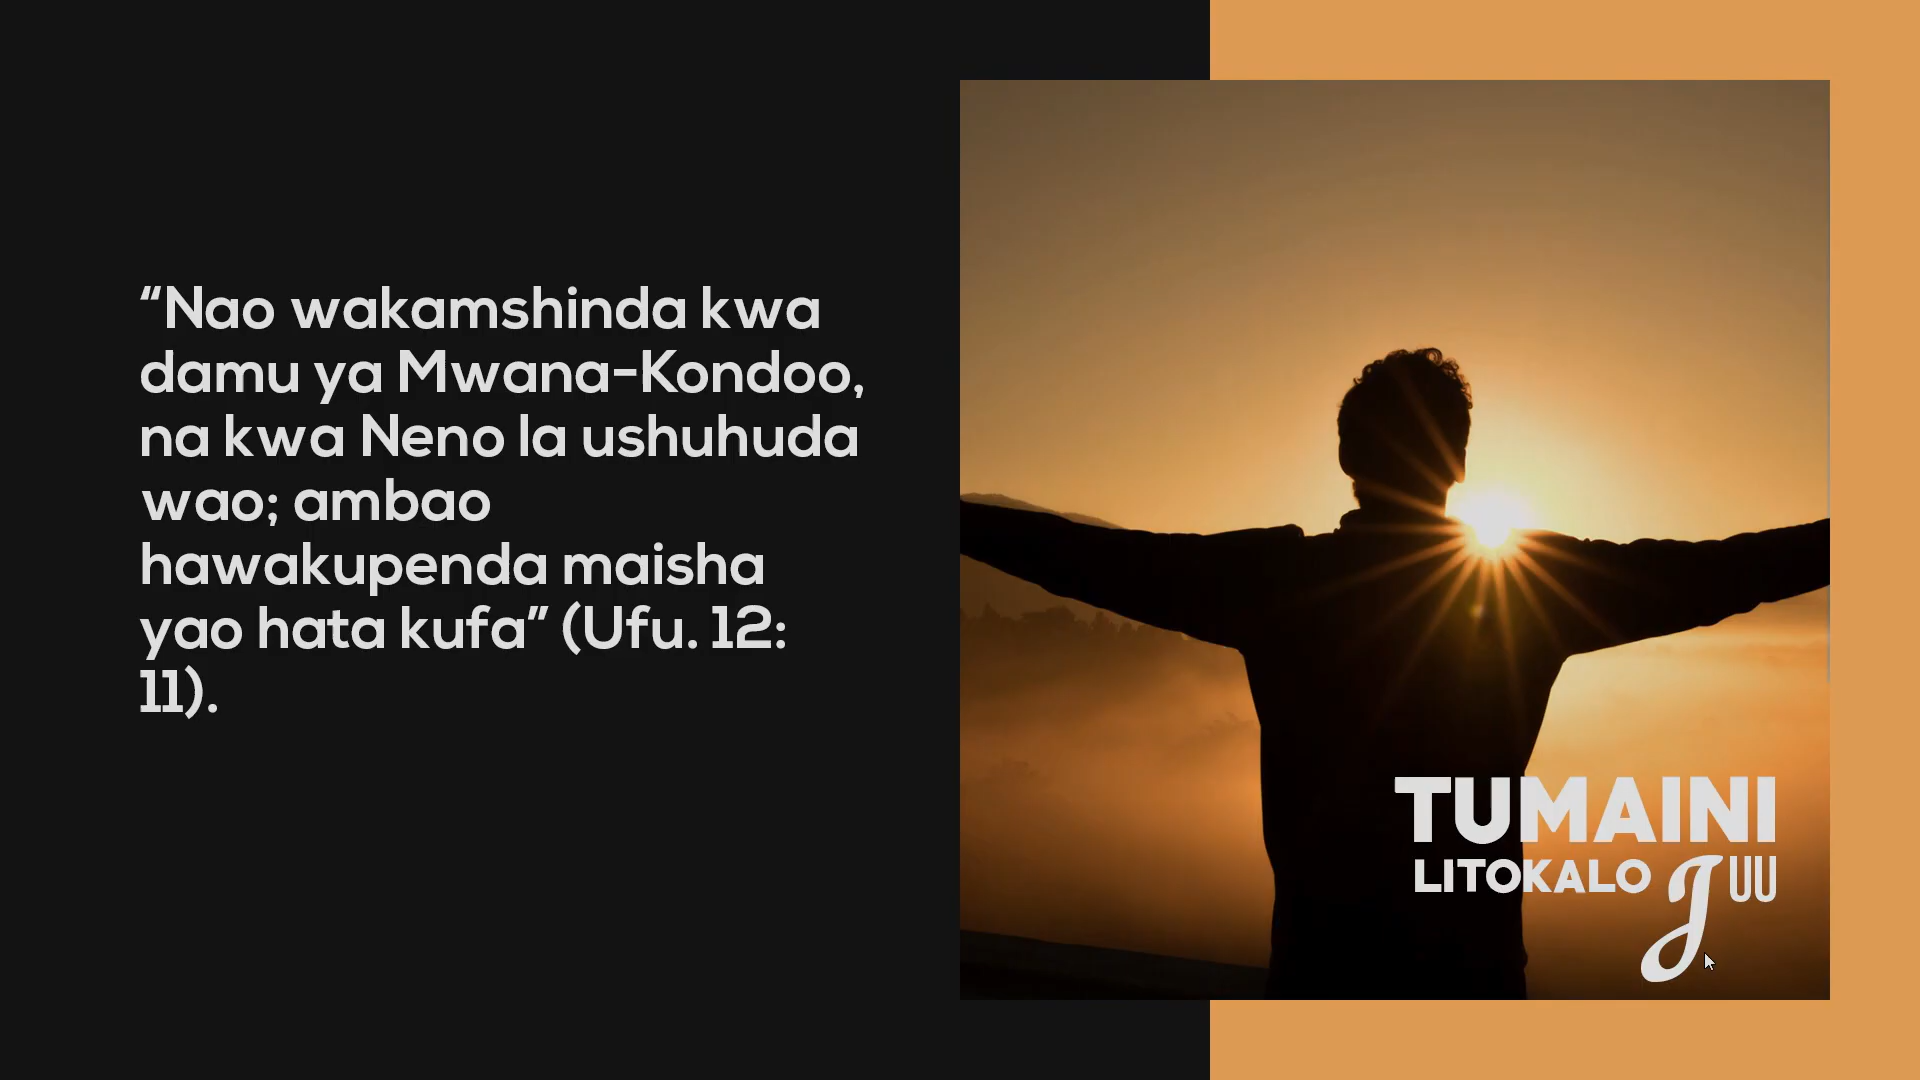 “Nao wakamshinda kwa
damu ya Mwana-Kondoo,
na kwa Neno la ushuhuda
wao; ambao
hawakupenda maisha
yao hata kufa” (Ufu. 12:
11).
TUMAINI
LITOKALO JUU